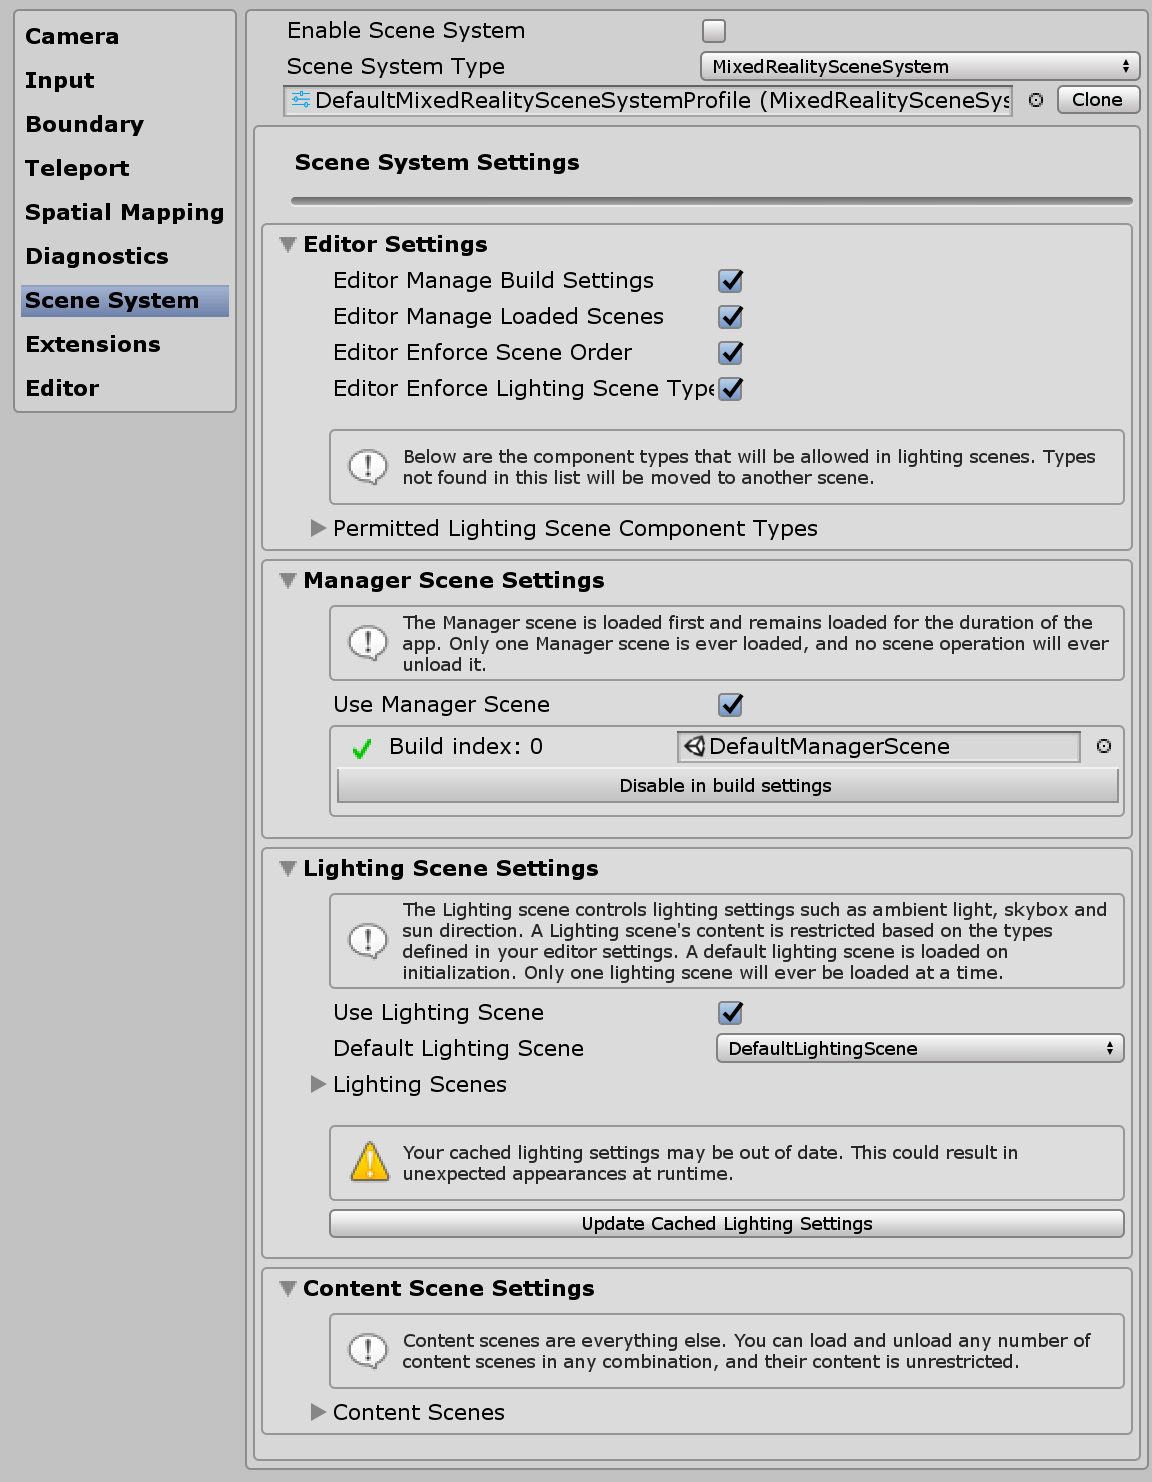 Camera
Input
Boundary
Teleport
Spatial Mapping
Diagnostics
Scene System
Extensions
Editor
Enable Scene System
Scene System Type MixedRealitySceneSystem
DefaultMixedRealitySceneSystemProfile (MixedRealitySceneSys Clone
Scene System Settings
Editor Settings
Editor Manage Build Settings
Editor Manage Loaded Scenes
Editor Enforce Scene Order
Editor Enforce Lighting Scene Type
Below are the component types that will be allowed in lighting scenes. Types
not found in this list will be moved to another scene.
Permitted Lighting Scene Component Types
Manager Scene Settings
The Manager scene is loaded first and remains loaded for the duration of the
app. Only one Manager scene is ever loaded, and no scene operation will ever
unload it.
Use Manager Scene
Build index: 0 DefaultManagerScene
Disable in build settings
Lighting Scene Settings
The Lighting scene controls lighting settings such as ambient light, skybox and
sun direction. A Lighting scene's content is restricted based on the types
defined in your editor settings. A default lighting scene is loaded on
initialization. Only one lighting scene will ever be loaded at a time.
Use Lighting Scene
Default Lighting Scene DefaultLightingScene
Lighting Scenes
Your cached lighting settings may be out of date. This could result in
unexpected appearances at runtime.
Update Cached Lighting Settings
Content Scene Settings
Content scenes are everything else. You can load and unload any number of
content scenes in any combination, and their content is unrestricted.
Content Scenes